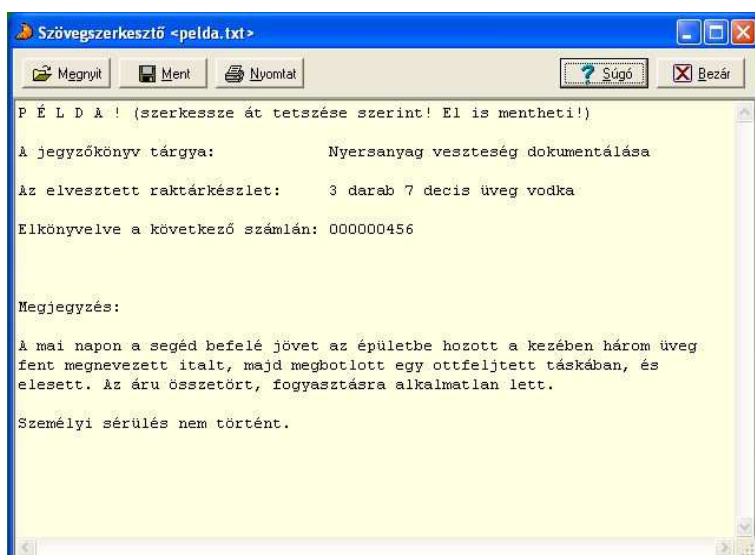 Szövegszerkesztő <pelda.txt>
Megnyit Ment Nyomtat Súgó Bezár
P É L D A ! (szerkessze át tetszése szerint! El is mentheti!)
A jegyzőkönyv tárgya: Nyersanyag veszteség dokumentálása
Az elvesztett raktárkészlet: 3 darab 7 decis üveg vodka
Elkönyvelve a következő számlán: 000000456
Megjegyzés:
A mai napon a segéd befelé jövet az épületbe hozott a kezében három üveg
fent megnevezett italt, majd megbotlott egy ottfeljtett táskában, és
elesett. Az áru összetört, fogyasztásra alkalmatlan lett.
Személyi sérülés nem történt.